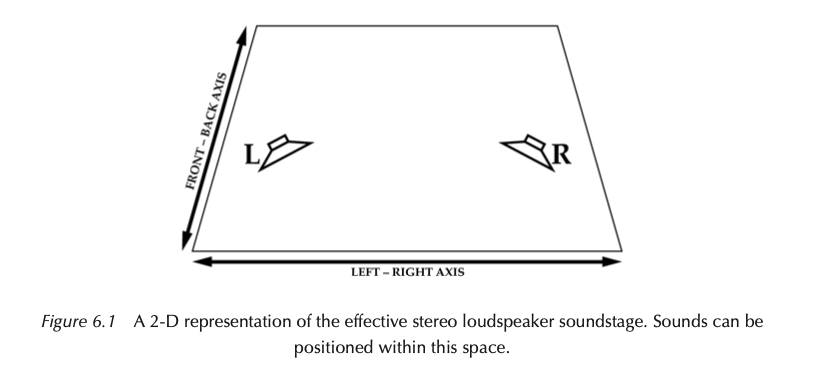 FRONT – BACK AXIS
L
R
LEFT – RIGHT AXIS
Figure 6.1 A 2-D representation of the effective stereo loudspeaker soundstage. Sounds can be
positioned within this space.